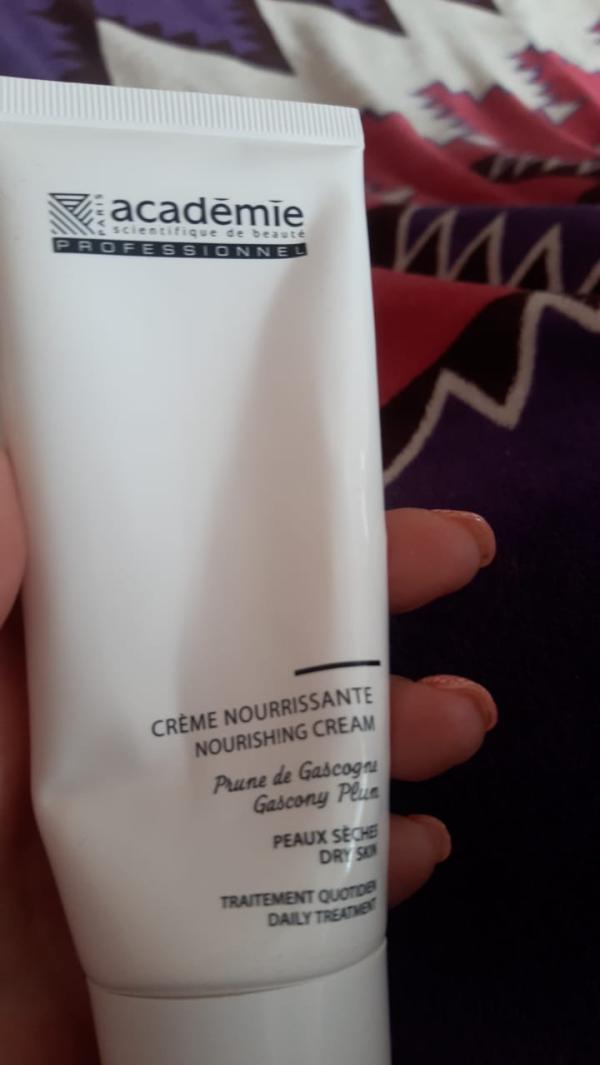 PARIS
académie
scientifique de beauté
PROFESSIONNEL
CRÈME NOURRISSANTE
NOURISHING CREAM
Prune de Gascogne
Gascony Plum
PEAUX SÈCHES
DRY SKIN
TRAITEMENT QUOTIDIEN
DAILY TREATMENT